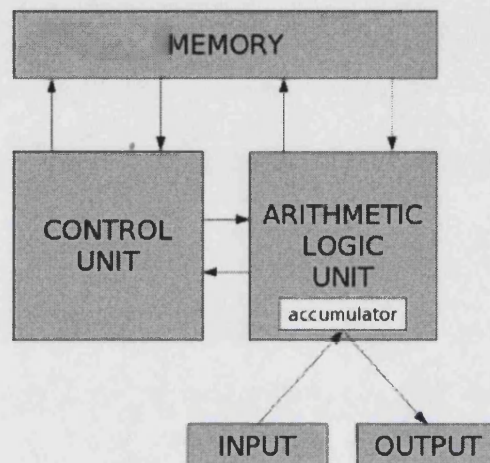 MEMORY
CONTROL
UNIT
ARITHMETIC
LOGIC
UNIT
accumulator
INPUT
OUTPUT